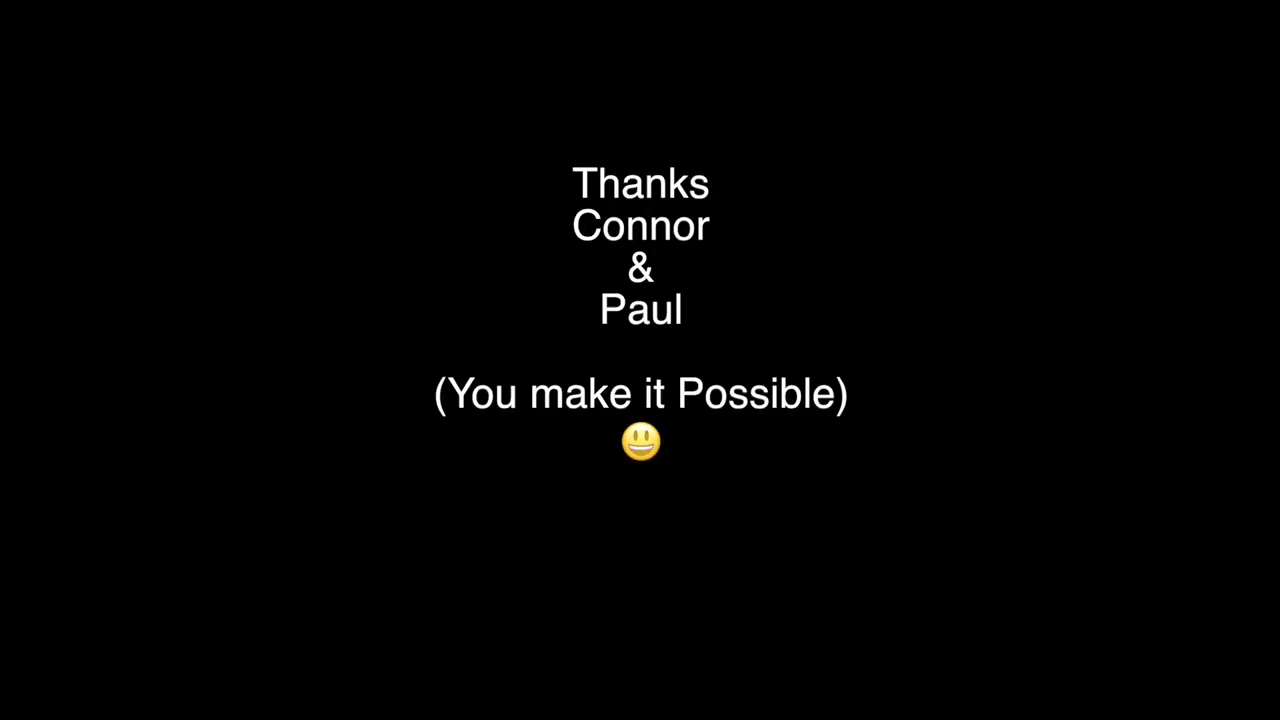 Thanks
Connor
&
Paul
(You make it Possible)
😃